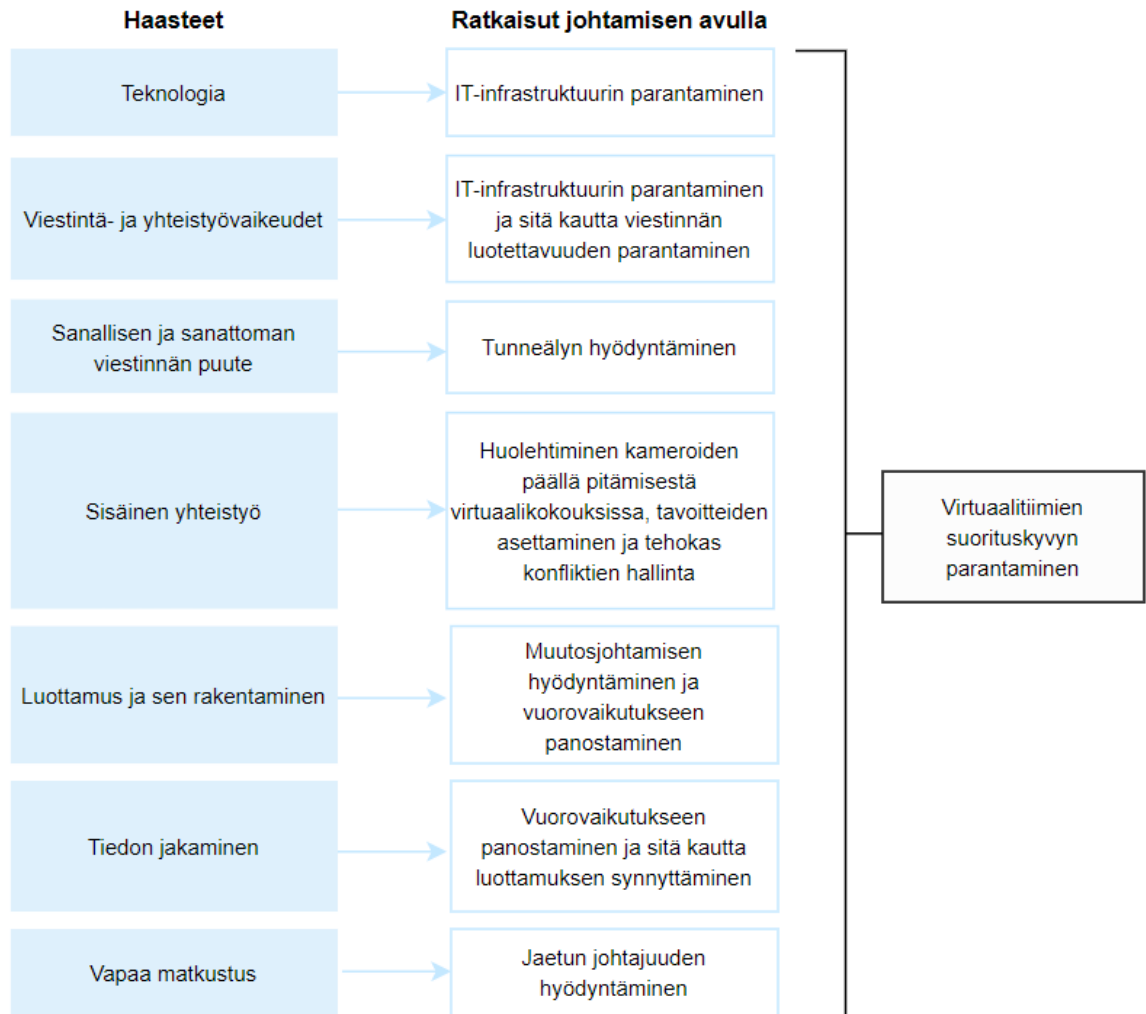 Haasteet
Ratkaisut johtamisen avulla
Teknologia
IT-infrastruktuurin parantaminen
Viestintä- ja yhteistyövaikeudet
IT-infrastruktuurin parantaminen
ja sitä kautta viestinnän
luotettavuuden parantaminen
Sanallisen ja sanattoman
viestinnän puute
Tunneälyn hyödyntäminen
Sisäinen yhteistyö
Huolehtiminen kameroiden
päällä pitämisestä
virtuaalikokouksissa, tavoitteiden
asettaminen ja tehokas
konfliktien hallinta
Luottamus ja sen rakentaminen
Muutosjohtamisen
hyödyntäminen ja
vuorovaikutukseen
panostaminen
Tiedon jakaminen
Vuorovaikutukseen
panostaminen ja sitä kautta
luottamuksen synnyttäminen
Vapaa matkustus
Jaetun johtajuuden
hyödyntäminen
Virtuaalitiimien
suorituskyvyn
parantaminen